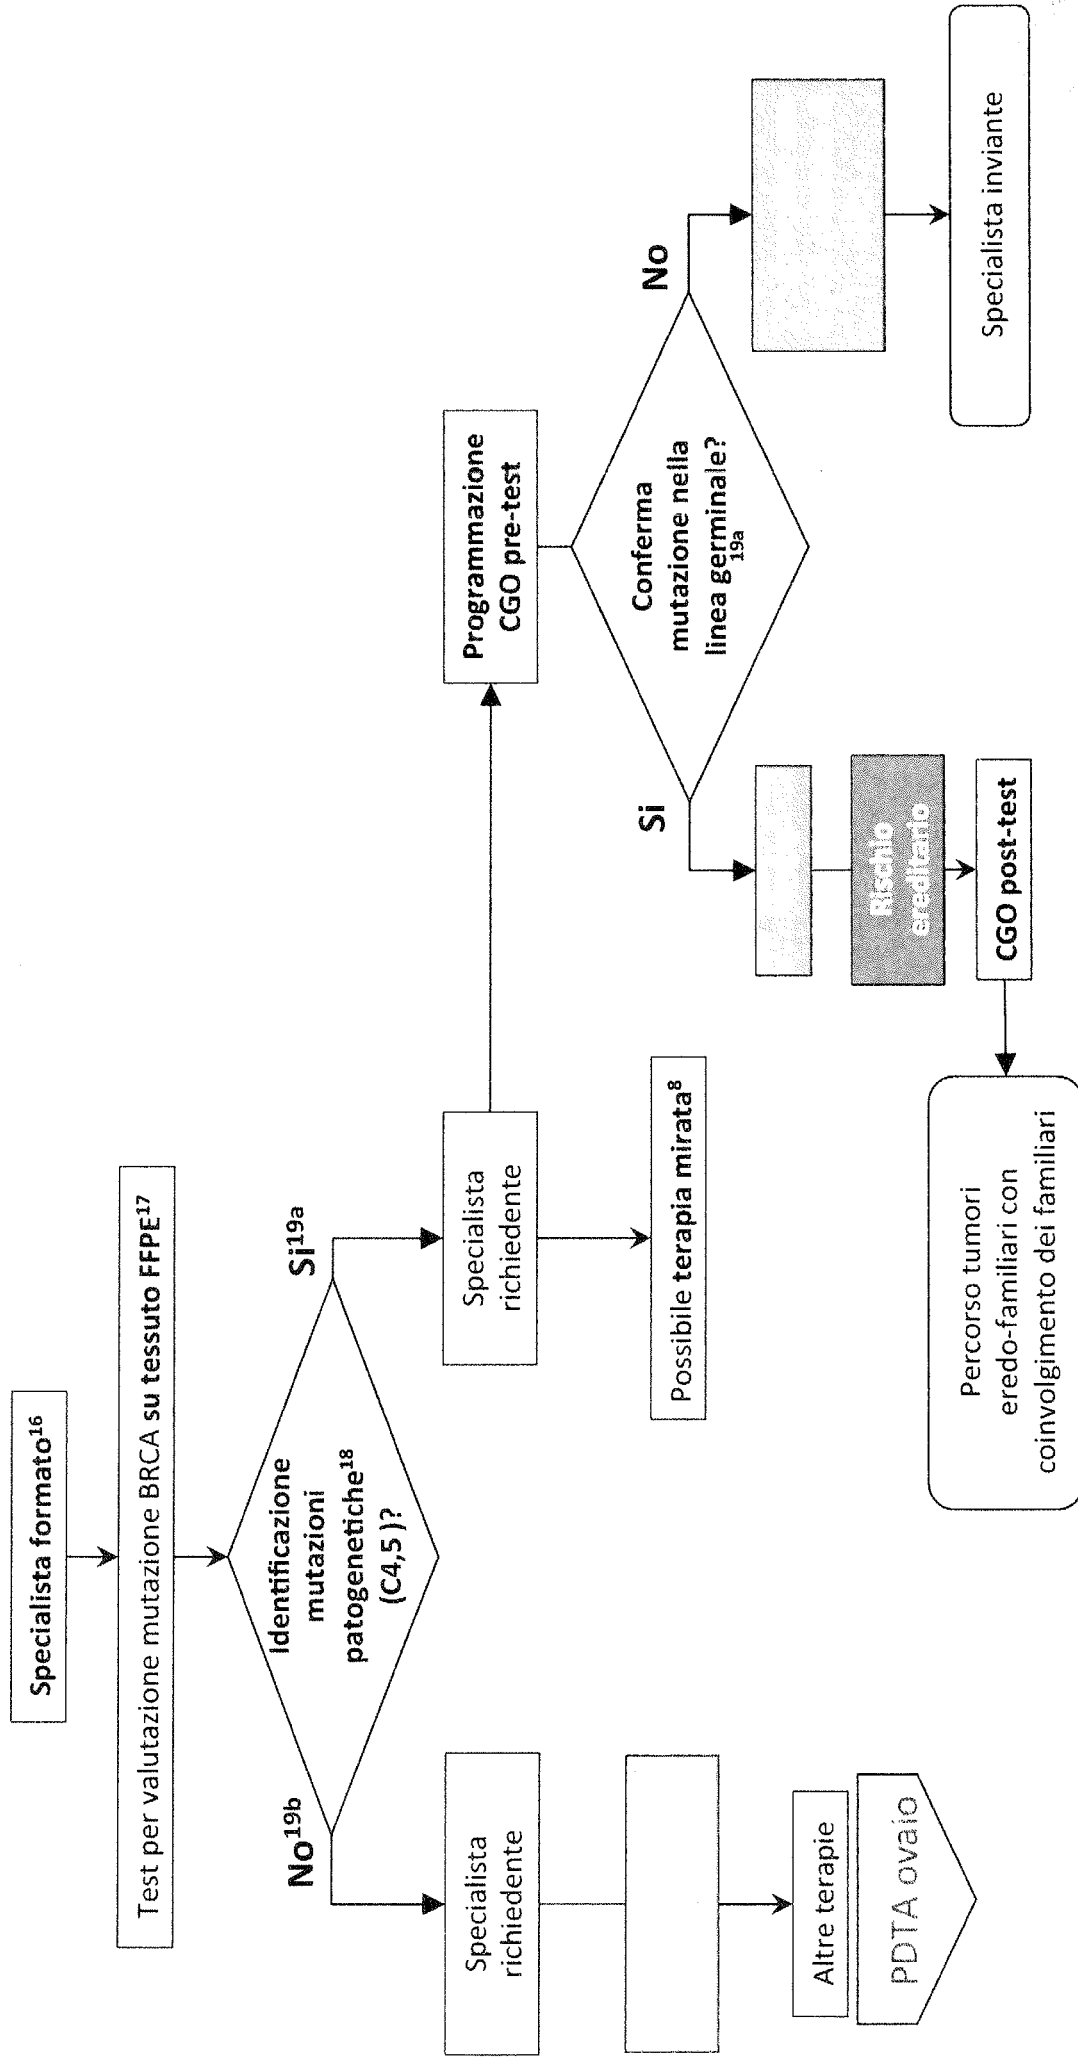 Specialista formato16
Test per valutazione mutazione BRCA su tessuto FFPE17
Identificazione
mutazioni
patogenetiche18
(C4,5)?
No19b
Si19a
Specialista
richiedente
Altre terapie
PDTA ovaio
Specialista
richiedente
Possibile terapia mirata8
Programmazione
CGO pre-test
Conferma
mutazione nella
linea germinale?
19a
Si
No
Rischio
ereditario
CGO post-test
Percorso tumori
eredo-familiari con
coinvolgimento dei familiari
Specialista inviante